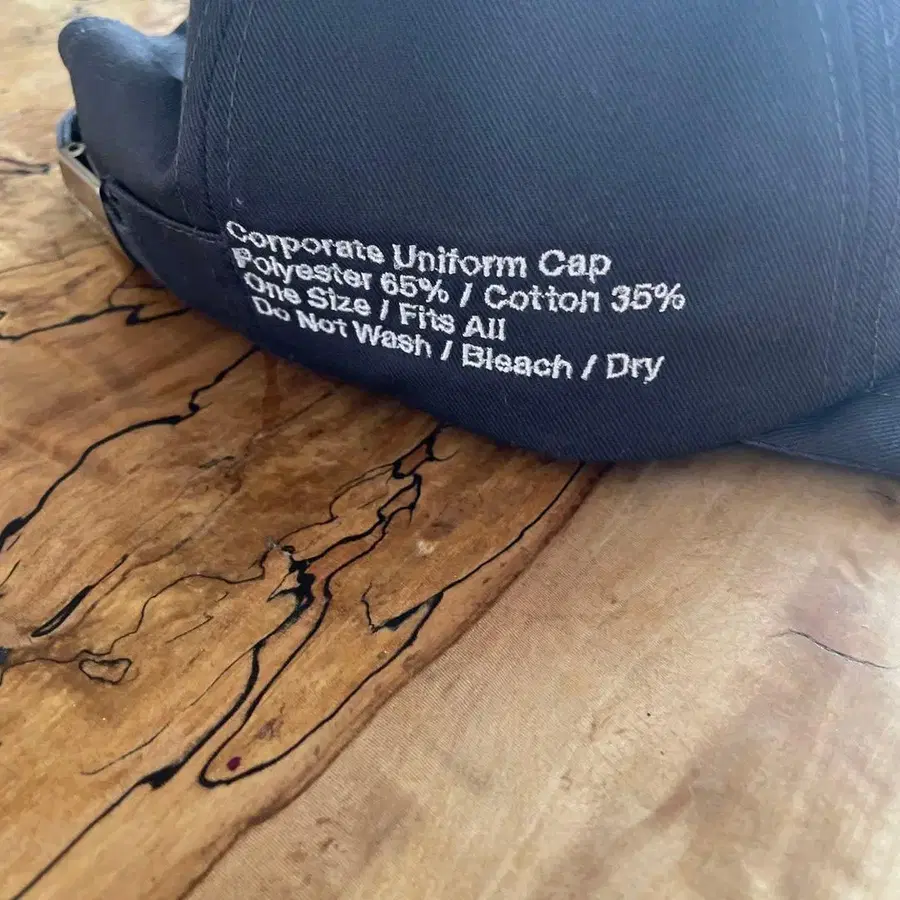 Corporate Uniform Cap
Polyester 65% / Cotton 35%
One Size / Fits All
Do Not Wash / Bleach / Dry